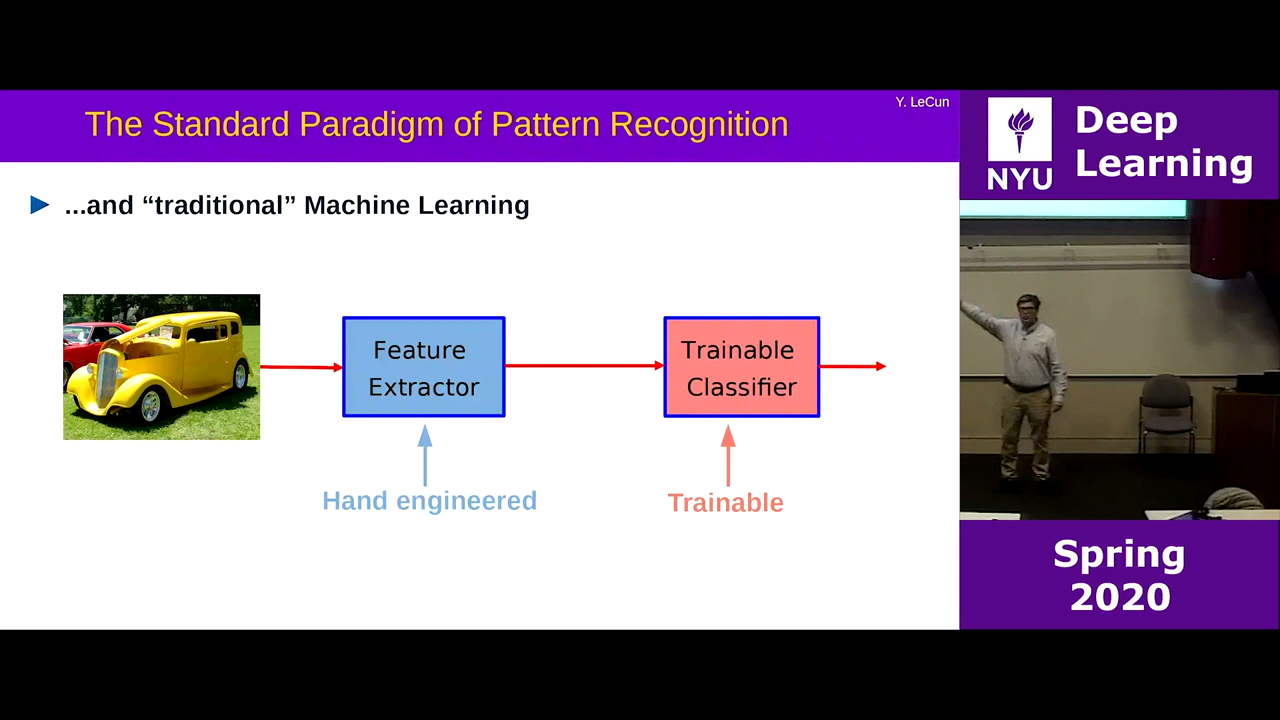 Y. LeCun
The Standard Paradigm of Pattern Recognition
...and “traditional” Machine Learning
Feature
Extractor
Trainable
Classifier
Hand engineered
Trainable
NYU
Deep
Learning
Spring
2020